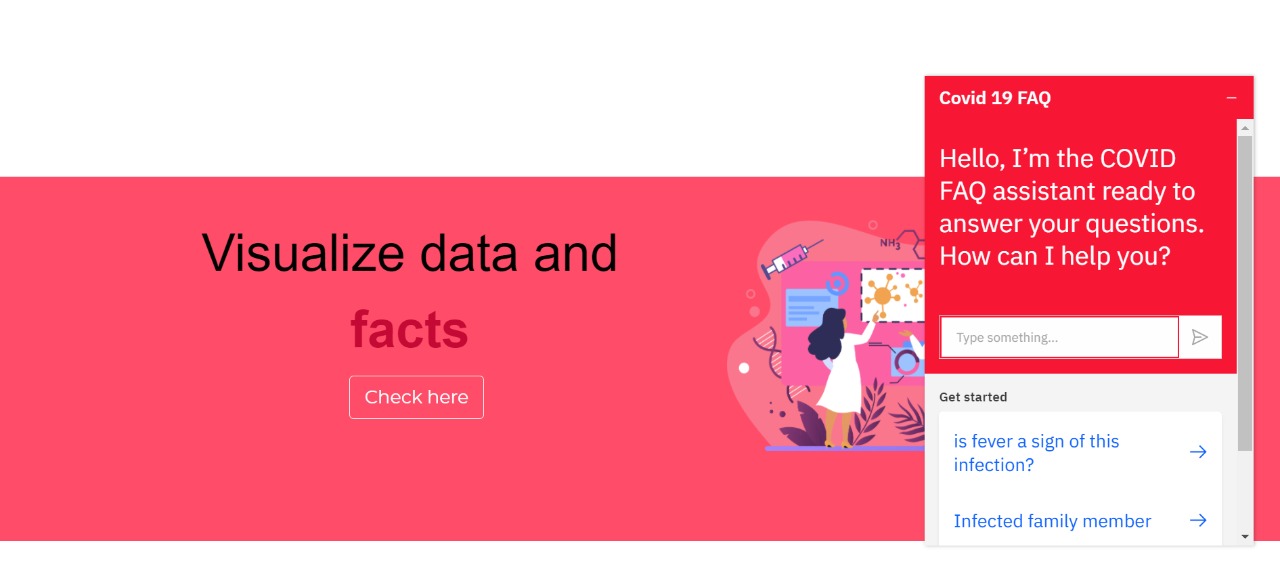 Visualize data and
facts
Check here
NH3
Covid 19 FAQ
Hello, I'm the COVID
FAQ assistant ready to
answer your questions.
How can I help you?
Type something...
Get started
is fever a sign of this
infection?
Infected family member